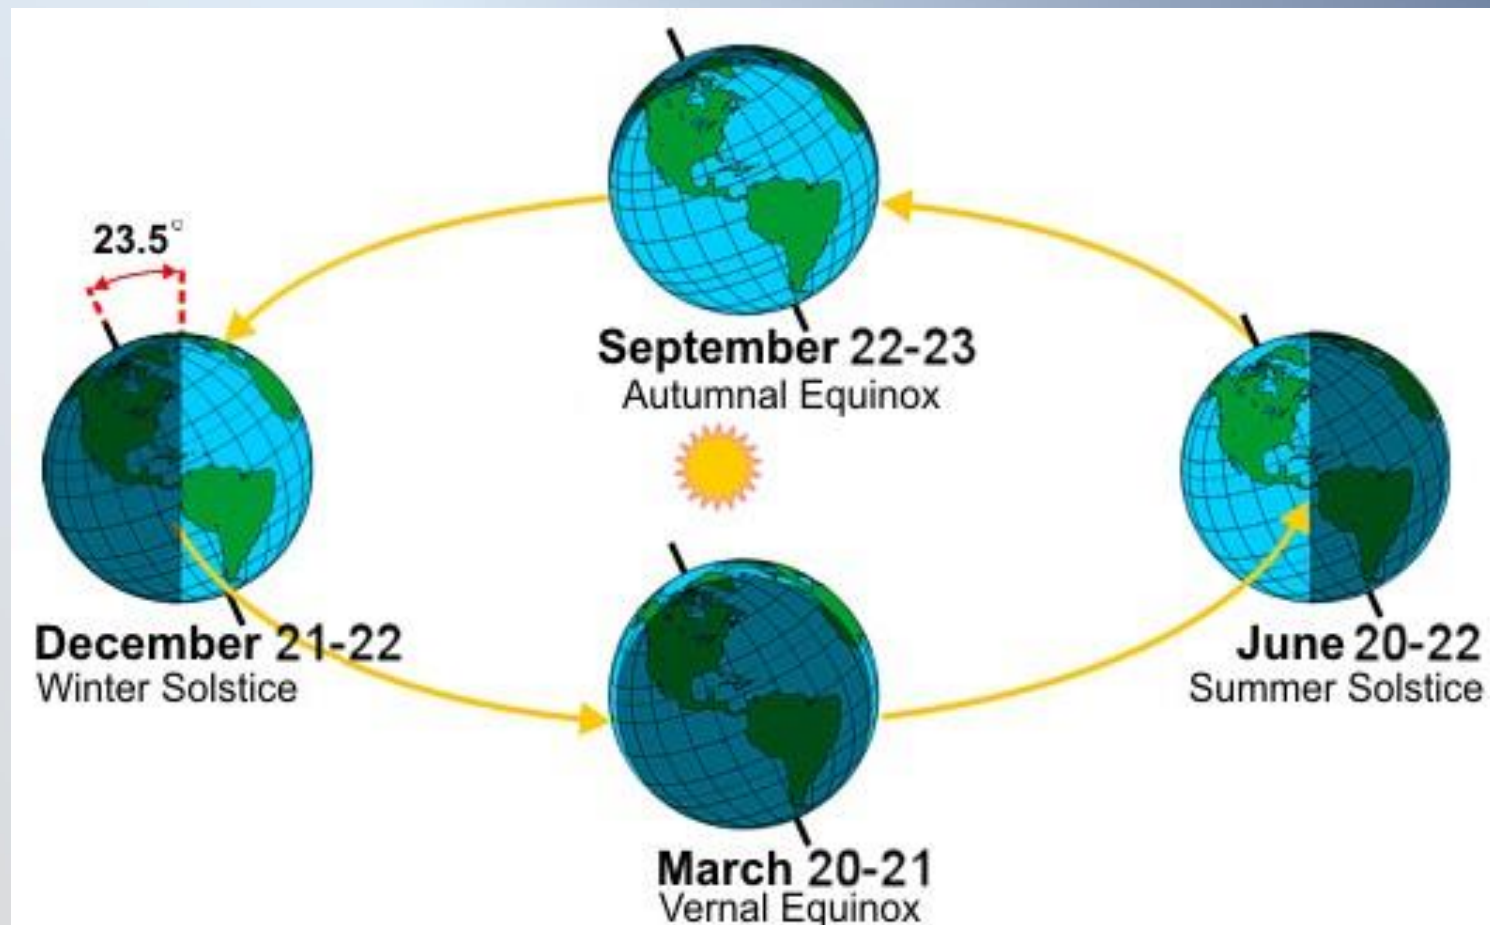 September 22-23
Autumnal Equinox
23.5°
December 21-22
Winter Solstice
June 20-22
Summer Solstice
March 20-21
Vernal Equinox